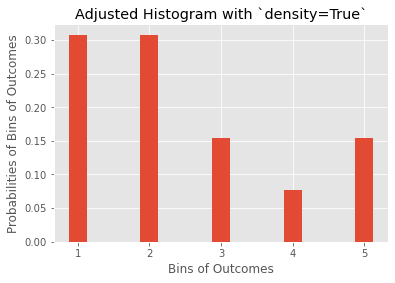 Adjusted Histogram with `density=True`
Probabilities of Bins of Outcomes
0.30
0.25
0.20
0.15
0.10
0.05
0.00
1 2 3 4 5
Bins of Outcomes